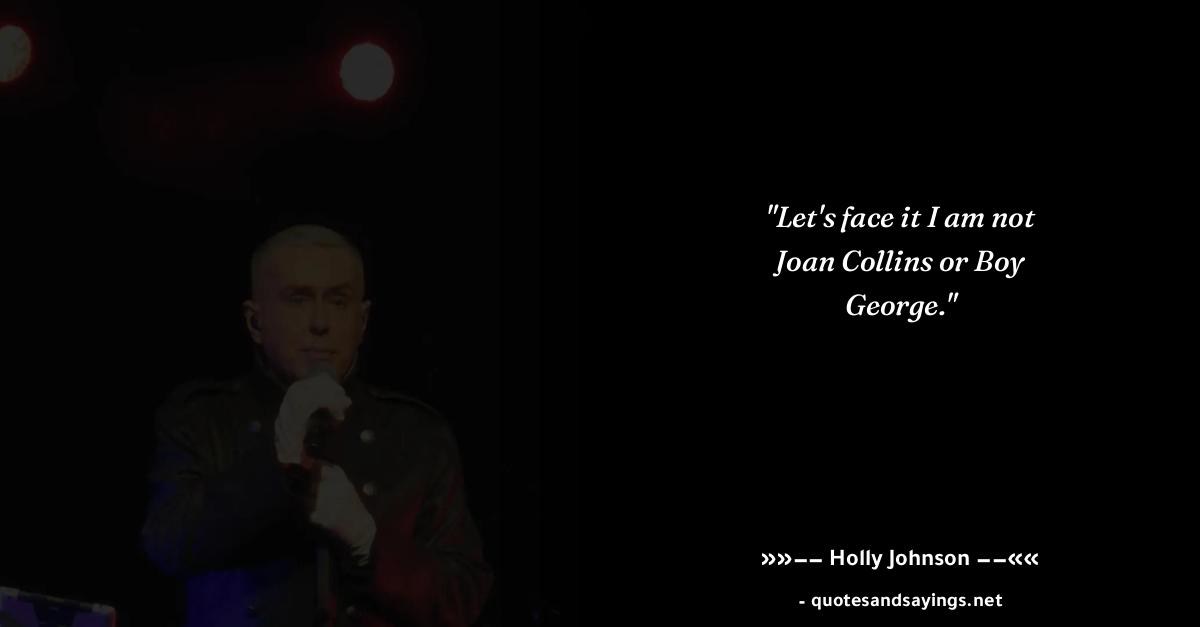 "Let's face it I am not
Joan Collins or Boy
George."
»»—— Holly Johnson ——««
- quotesandsayings.net